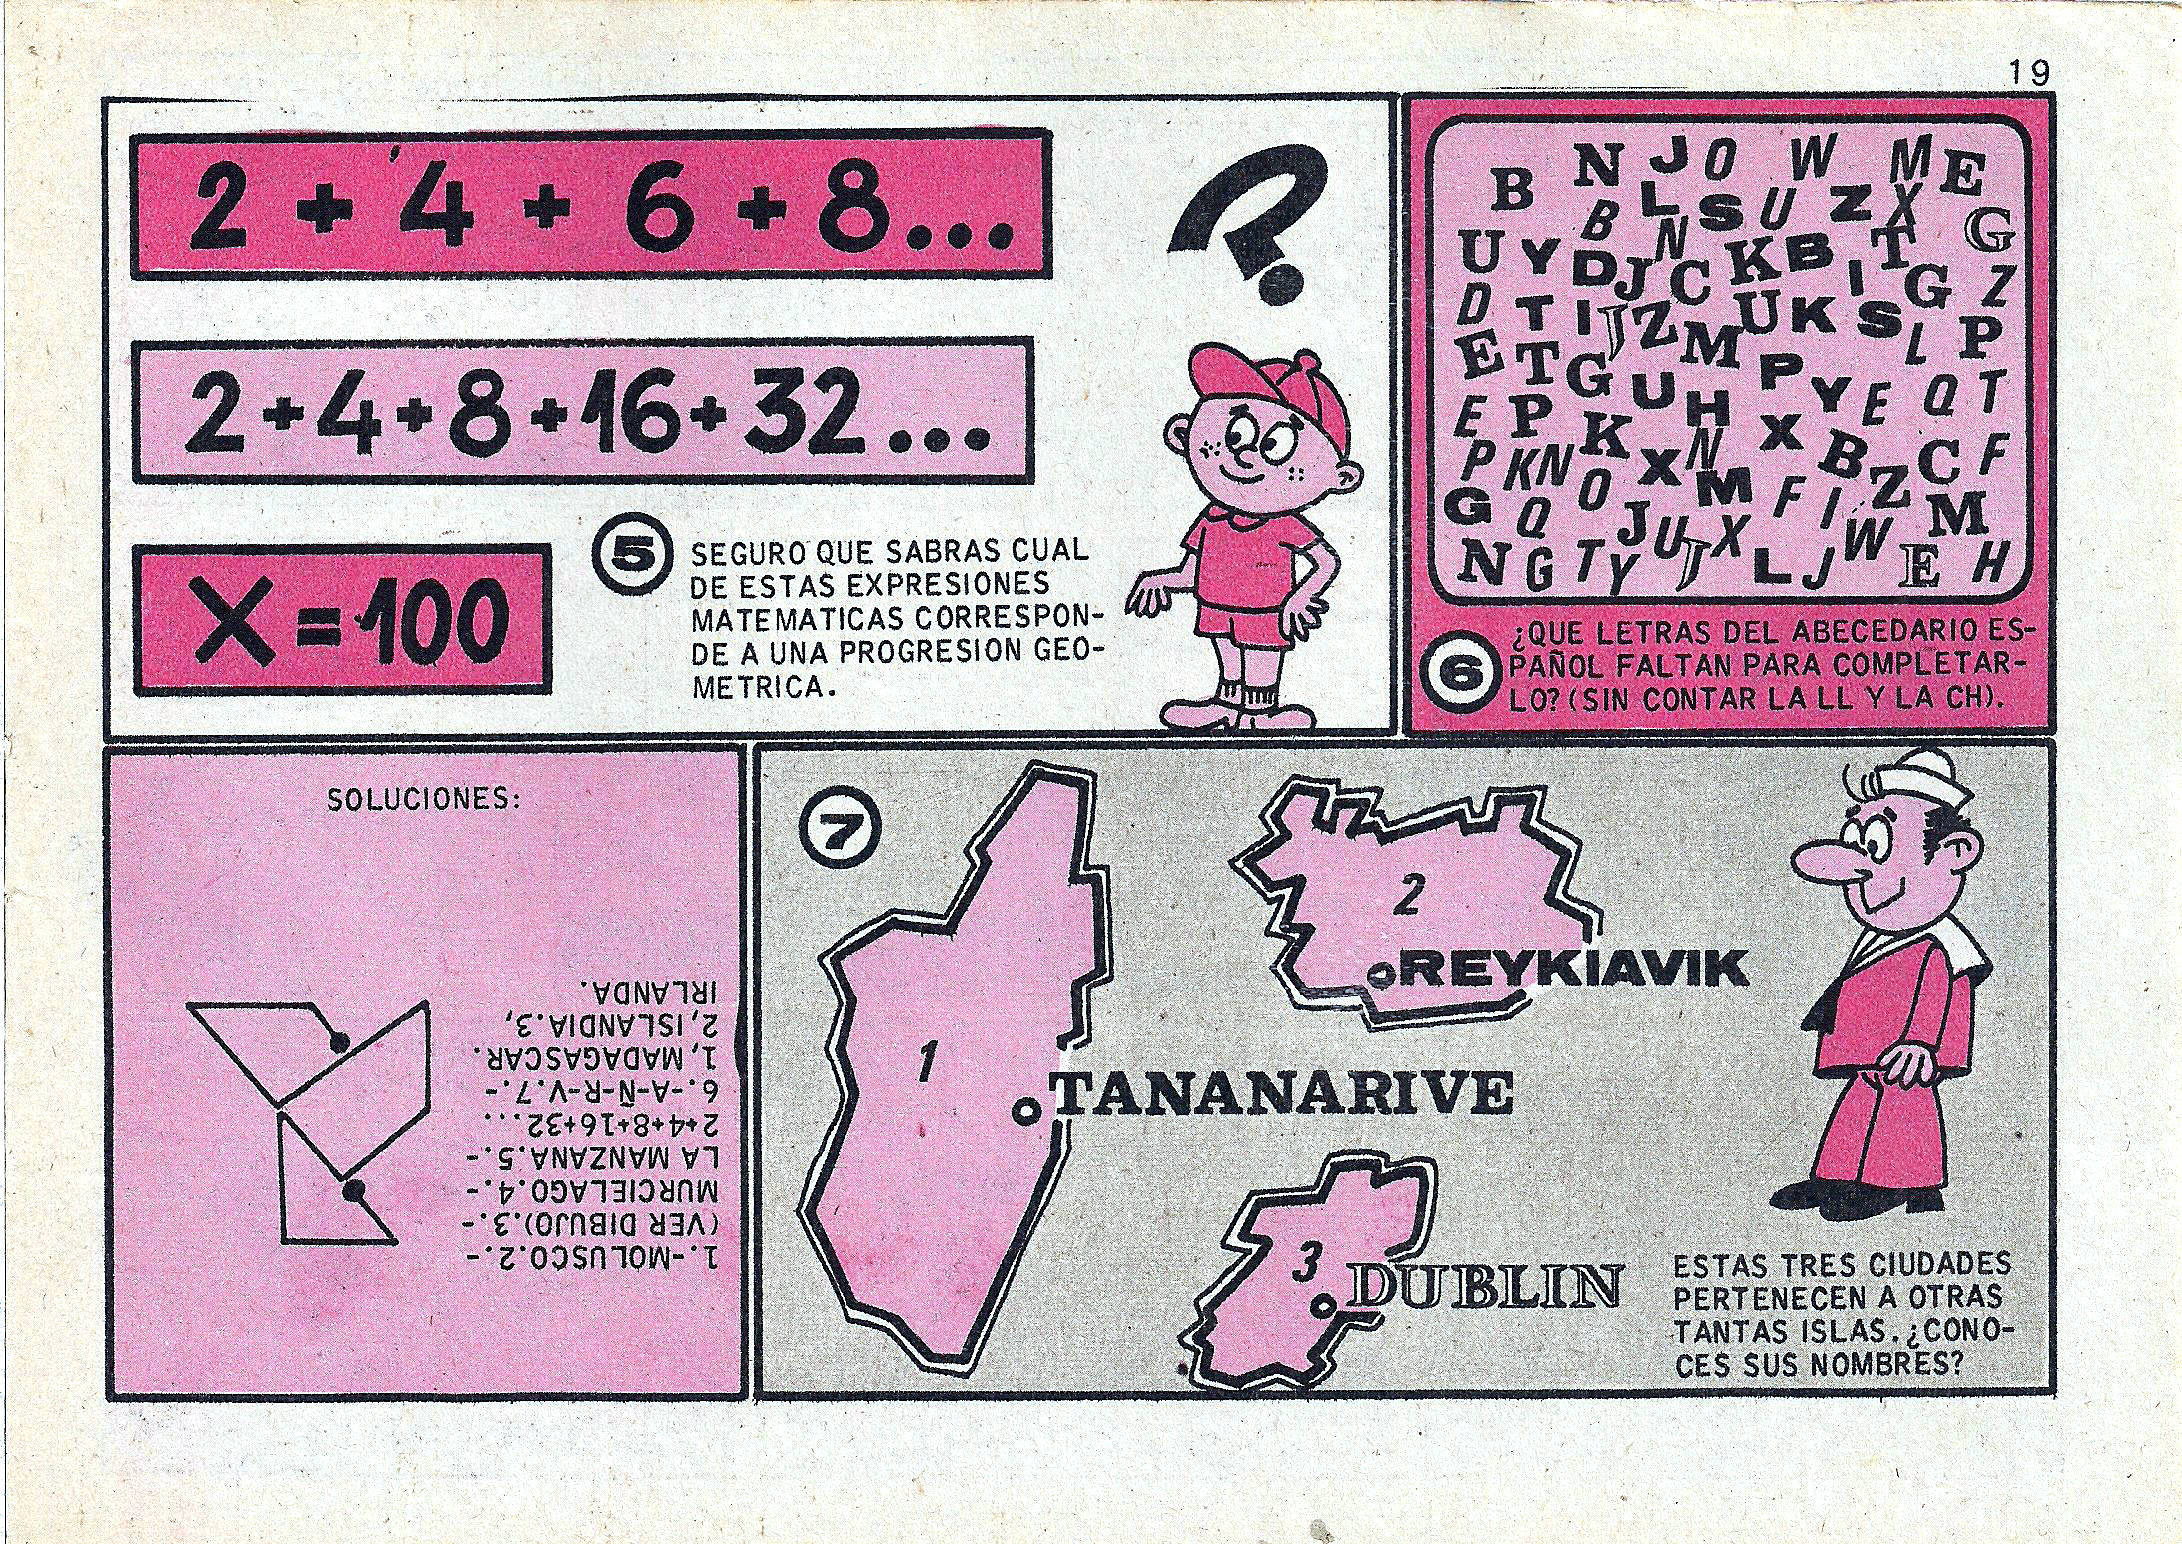 19
2 + 4 + 6 + 8...
2+4+8+16+32...
X=100
5
SEGURO QUE SABRAS CUAL
DE ESTAS EXPRESIONES
MATEMATICAS CORRESPON-
DE A UNA PROGRESION GEO-
METRICA.
N J O W M E
B B L S U Z X G
U Y D J N C K B I T G Z
D T I J Z M U K S L P
E T G U H P Y E Q T
E P K N X X B C F
P K N O M F I Z M
G Q J U J X L J W E H
N G T Y
6
¿QUE LETRAS DEL ABECEDARIO ES-
PAÑOL FALTAN PARA COMPLETAR-
LO? (SIN CONTAR LA LL Y LA CH).
SOLUCIONES:
1.-MOLUSCO.2.-
(VER DIBUJO).3.-
MURCIELAGO.4.-
LA MANZANA.5.-
2+4+8+16+32...
6.-A-Ñ-R-V.7.-
1, MADAGASCAR.
2, ISLANDIA.3,
IRLANDA.
7
1
2
REYKIAVIK
TANANARIVE
3
DUBLIN
ESTAS TRES CIUDADES
PERTENECEN A OTRAS
TANTAS ISLAS.¿CONO-
CES SUS NOMBRES?